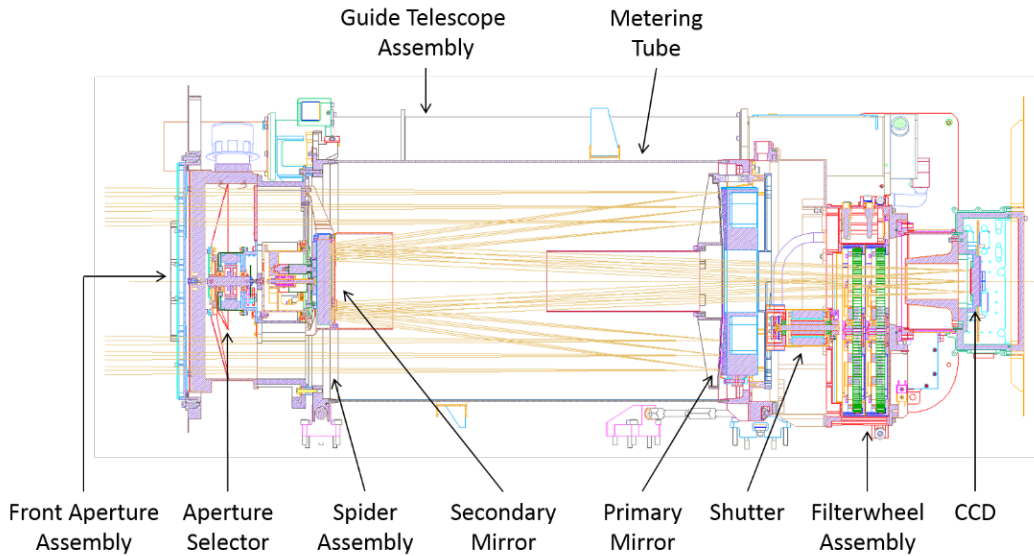 Guide Telescope
Assembly
Metering
Tube
Front Aperture
Assembly
Aperture
Selector
Spider
Assembly
Secondary
Mirror
Primary
Mirror
Shutter
Filterwheel
Assembly
CCD